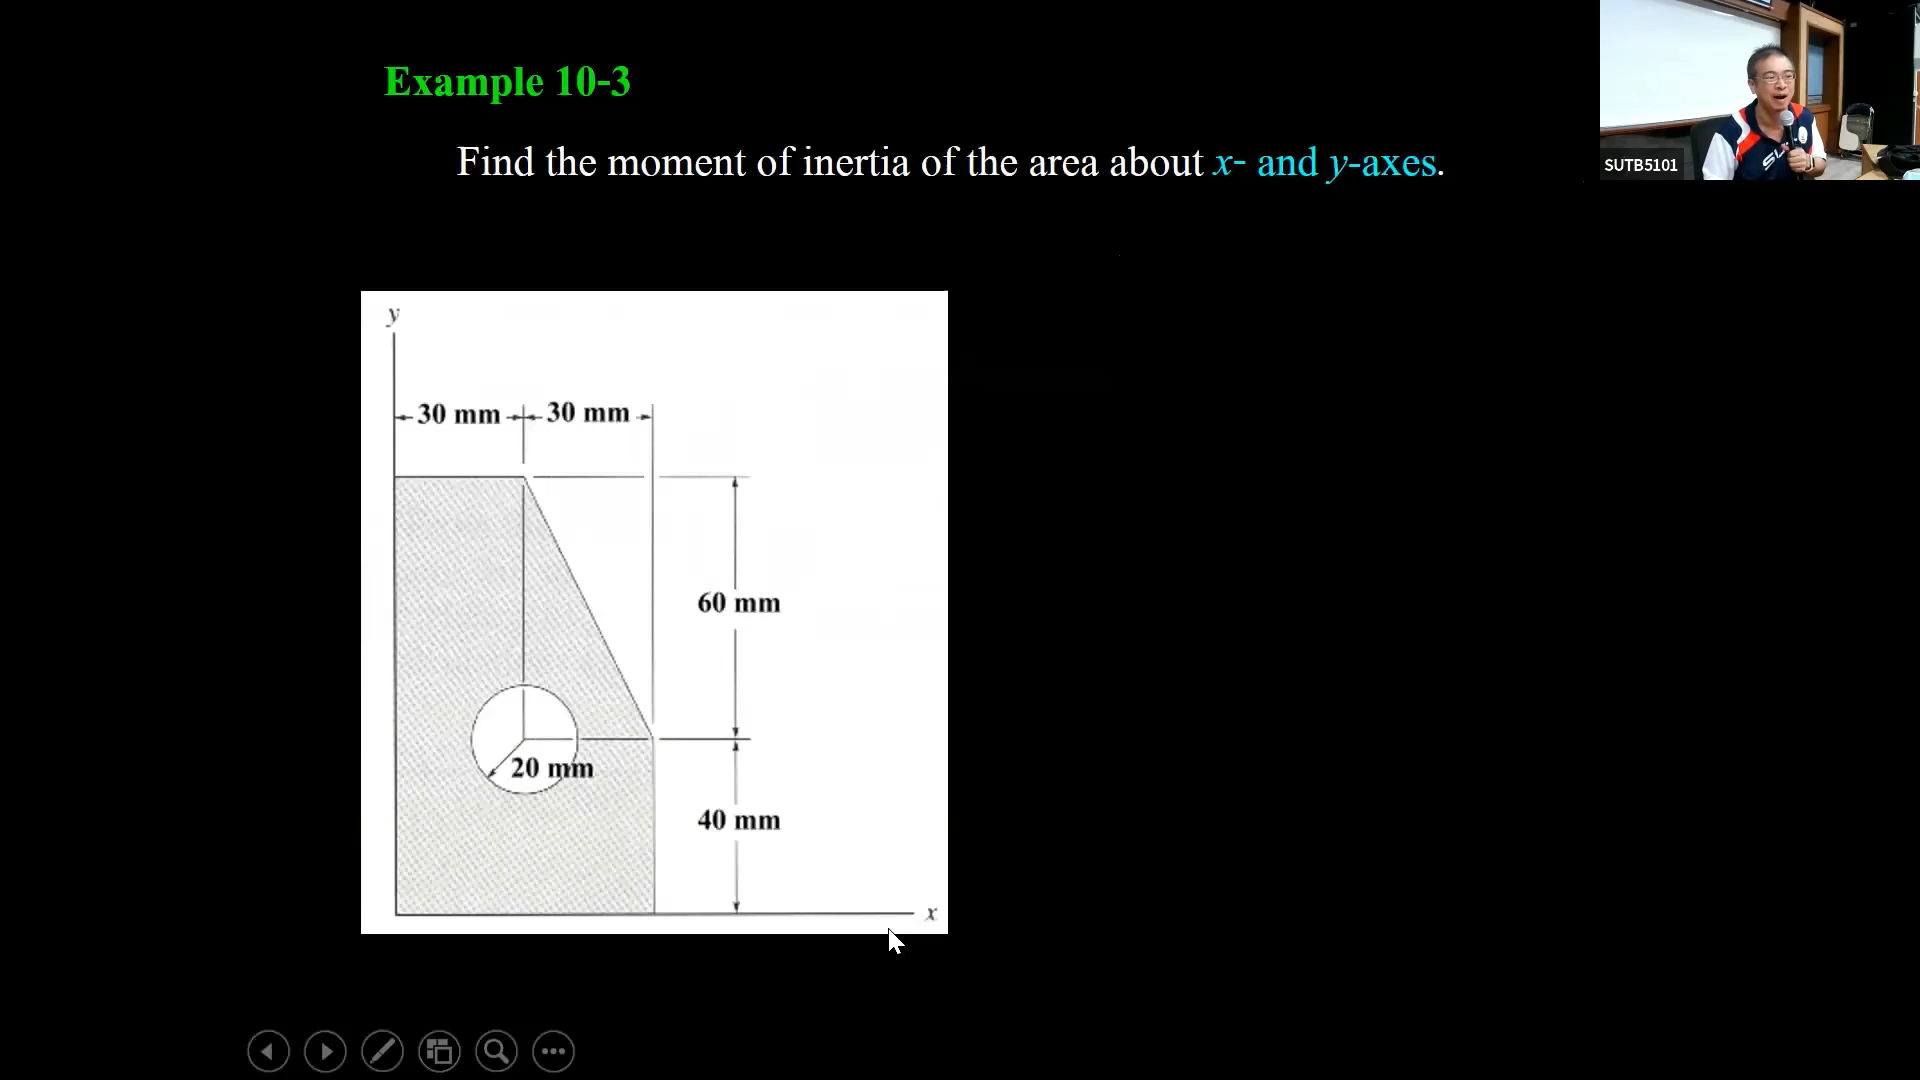 Example 10-3
Find the moment of inertia of the area about x- and y-axes.
SUTB5101
y
30 mm 30 mm
60 mm
20 mm
40 mm
x